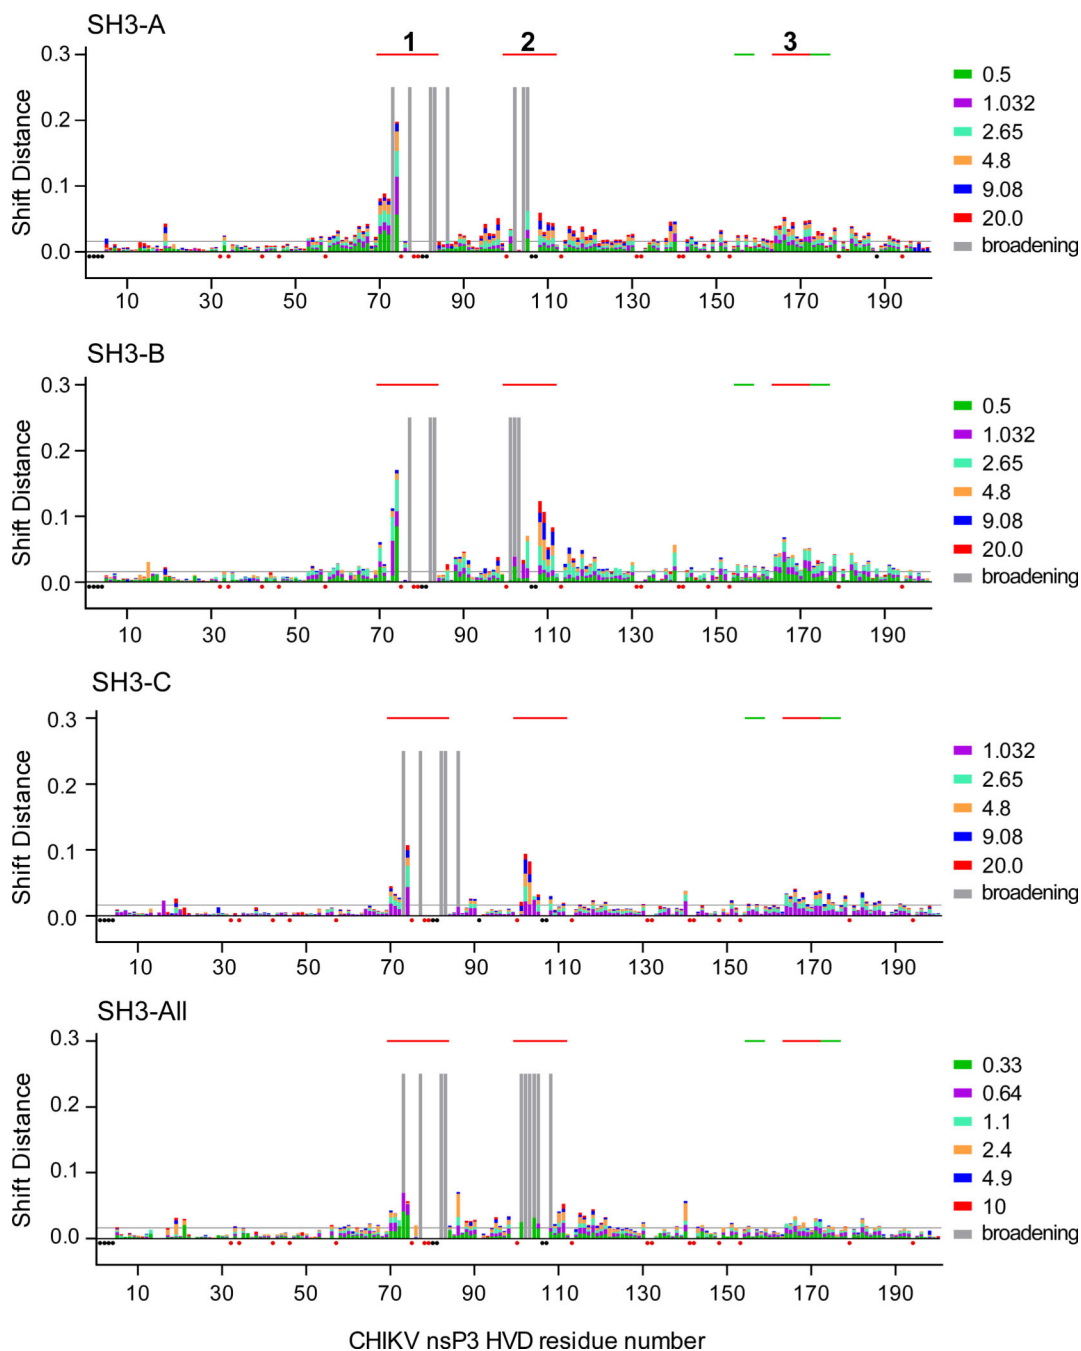 SH3-A
1 2 3
Shift Distance
0.3
0.2
0.1
0.0
10 30 50 70 90 110 130 150 170 190
0.5
1.032
2.65
4.8
9.08
20.0
broadening
SH3-B
Shift Distance
0.3
0.2
0.1
0.0
10 30 50 70 90 110 130 150 170 190
0.5
1.032
2.65
4.8
9.08
20.0
broadening
SH3-C
Shift Distance
0.3
0.2
0.1
0.0
10 30 50 70 90 110 130 150 170 190
1.032
2.65
4.8
9.08
20.0
broadening
SH3-All
Shift Distance
0.3
0.2
0.1
0.0
10 30 50 70 90 110 130 150 170 190
0.33
0.64
1.1
2.4
4.9
10
broadening
CHIKV nsP3 HVD residue number